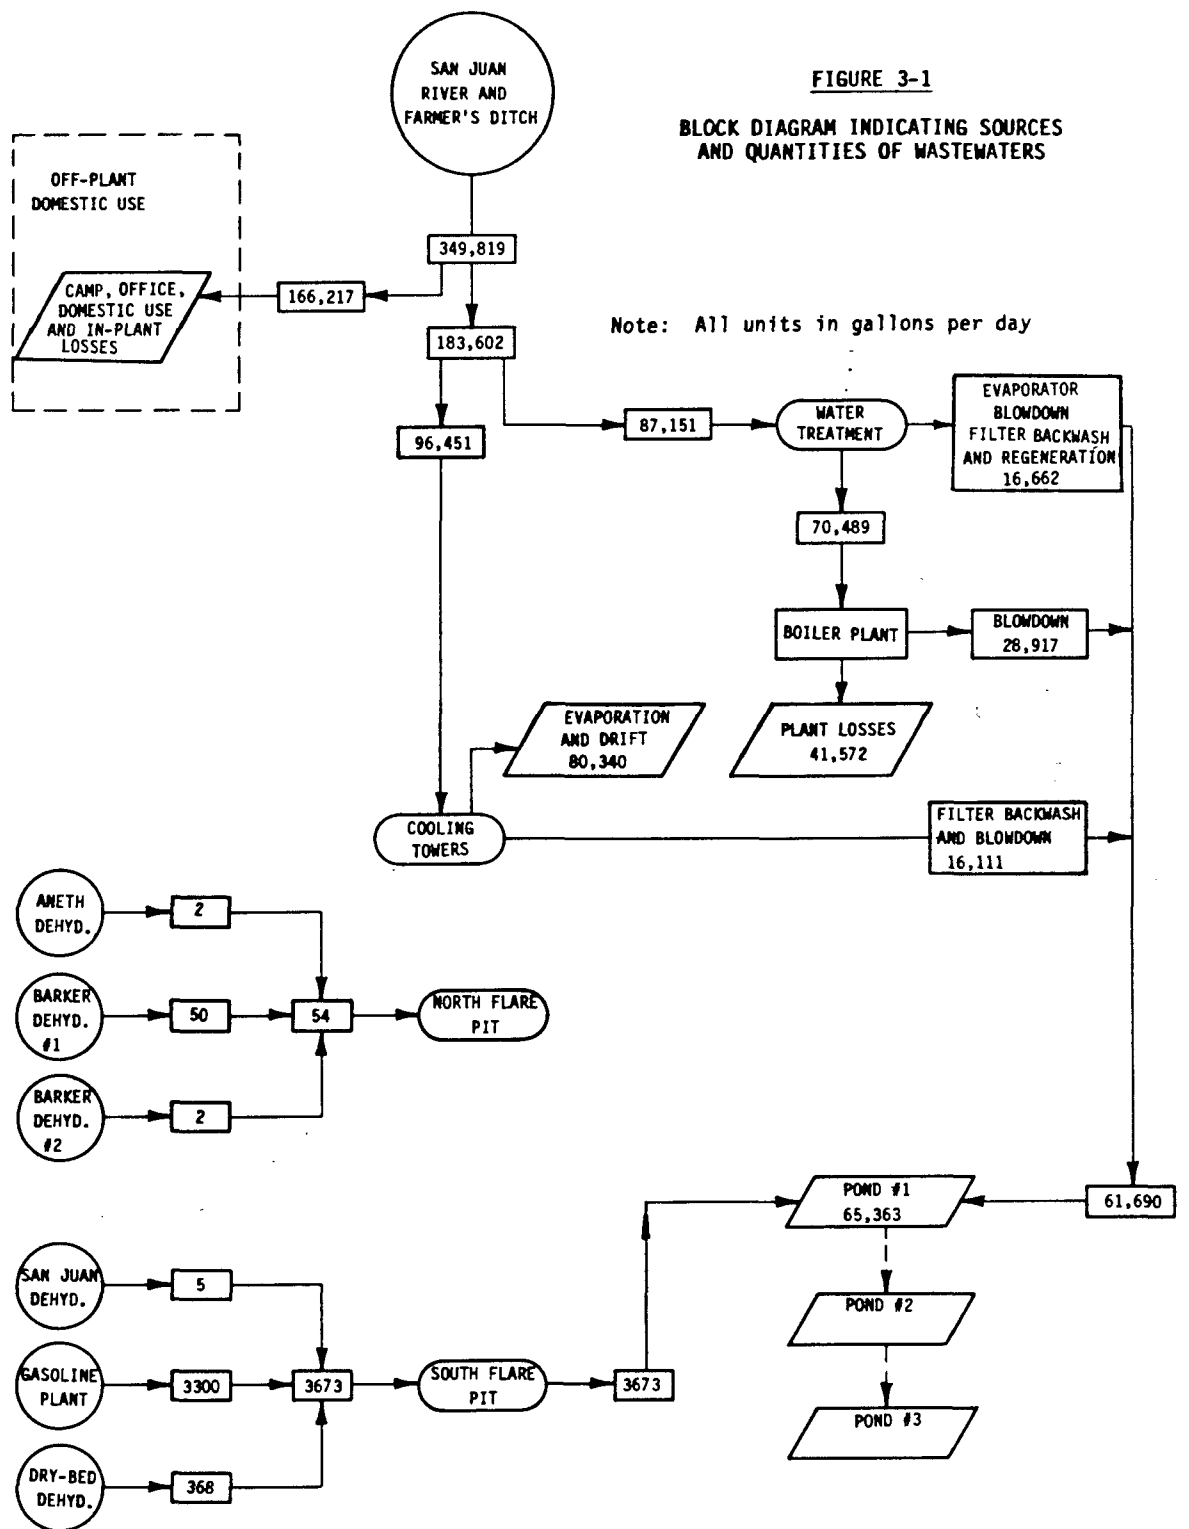 FIGURE 3-1
BLOCK DIAGRAM INDICATING SOURCES
AND QUANTITIES OF WASTEWATERS
SAN JUAN
RIVER AND
FARMER'S DITCH
OFF-PLANT
DOMESTIC USE
349,819
166,217
CAMP, OFFICE,
DOMESTIC USE
AND IN-PLANT
LOSSES
Note: All units in gallons per day
183,602
96,451
87,151
WATER
TREATMENT
EVAPORATOR
BLOWDOWN
FILTER BACKWASH
AND REGENERATION
16,662
70,489
BOILER PLANT
BLOWDOWN
28,917
EVAPORATION
AND DRIFT
80,340
PLANT LOSSES
41,572
COOLING
TOWERS
FILTER BACKWASH
AND BLOWDOWN
16,111
ANETH
DEHYD.
2
BARKER
DEHYD.
#1
50
54
NORTH FLARE
PIT
BARKER
DEHYD.
#2
2
POND #1
65,363
61,690
SAN JUAN
DEHYD.
5
POND #2
GASOLINE
PLANT
3300
3673
SOUTH FLARE
PIT
3673
POND #3
DRY-BED
DEHYD.
368